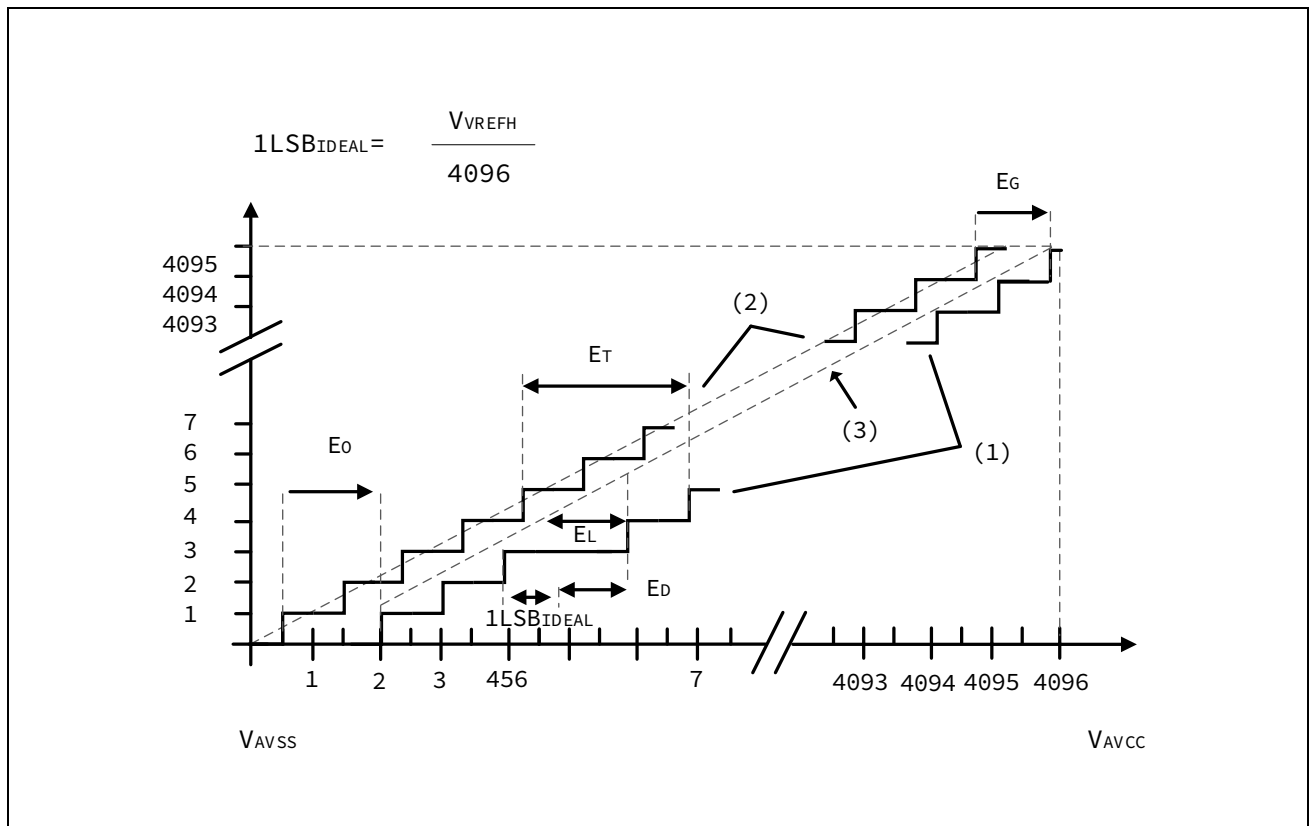 VVREFH
1LSBIDEAL=
4096
EG
4095
4094
4093
(2)
ET
(3)
(1)
7
6
EO
5
4
EL
3
2
ED
1
1LSBIDEAL
1 2 3 456 7 4093 4094 4095 4096
VAVSS VAVCC